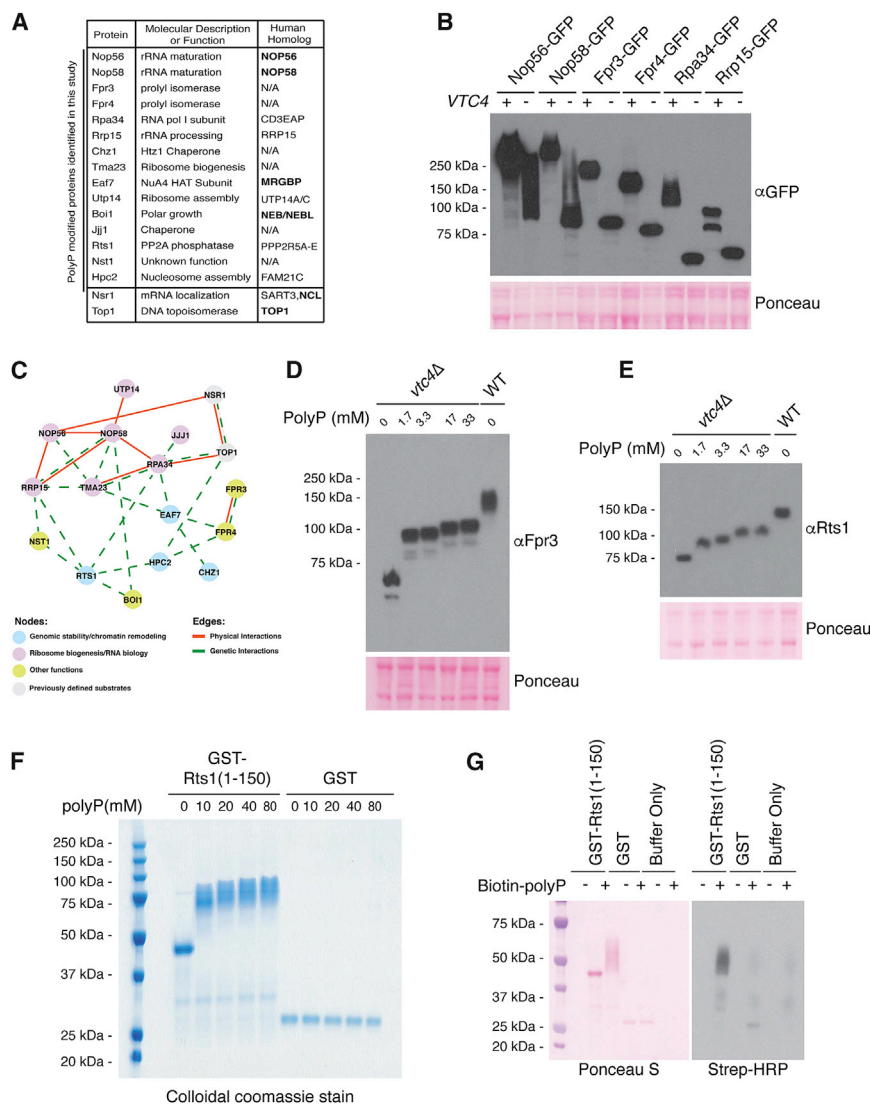 A
PolyP modified proteins identified in this study
Protein Molecular Description or Function Human Homolog
Nop56 rRNA maturation NOP56
Nop58 rRNA maturation NOP58
Fpr3 prolyl isomerase N/A
Fpr4 prolyl isomerase N/A
Rpa34 RNA pol I subunit CD3EAP
Rrp15 rRNA processing RRP15
Chz1 Htz1 Chaperone N/A
Tma23 Ribosome biogenesis N/A
Eaf7 NuA4 HAT Subunit MRGBP
Utp14 Ribosome assembly UTP14A/C
Boi1 Polar growth NEB/NEBL
Jjj1 Chaperone N/A
Rts1 PP2A phosphatase PPP2R5A-E
Nst1 Unknown function N/A
Hpc2 Nucleosome assembly FAM21C
Nsr1 mRNA localization SART3,NCL
Top1 DNA topoisomerase TOP1
B
Nop56-GFP Nop58-GFP Fpr3-GFP Fpr4-GFP Rpa34-GFP Rrp15-GFP
VTC4 + - + - + - + - + - + -
250 kDa -
150 kDa -
100 kDa -
75 kDa -
αGFP
Ponceau
C
UTP14
NSR1
NOP56 NOP58 JJJ1
TOP1
RPA34
RRP15 TMA23 FPR3
EAF7
FPR4
NST1
HPC2
RTS1 CHZ1
BOI1
Nodes:
Genomic stability/chromatin remodeling
Ribosome biogenesis/RNA biology
Other functions
Previously defined substrates
Edges:
Physical Interactions
Genetic Interactions
D
vtc4Δ WT
PolyP (mM) 0 1.7 3.3 17 33 0
250 kDa -
150 kDa -
100 kDa -
75 kDa -
αFpr3
Ponceau
E
vtc4Δ WT
PolyP (mM) 0 1.7 3.3 17 33 0
150 kDa -
100 kDa -
75 kDa -
αRts1
Ponceau
F
GST-
Rts1(1-150) GST
polyP(mM) 0 10 20 40 80 0 10 20 40 80
250 kDa -
150 kDa -
100 kDa -
75 kDa -
50 kDa -
37 kDa -
25 kDa -
20 kDa -
Colloidal coomassie stain
G
GST-Rts1(1-150) GST Buffer Only GST-Rts1(1-150) GST Buffer Only
Biotin-polyP - + - + - + - + - + - +
75 kDa -
50 kDa -
37 kDa -
25 kDa -
20 kDa -
Ponceau S
75 kDa -
50 kDa -
37 kDa -
25 kDa -
20 kDa -
Strep-HRP